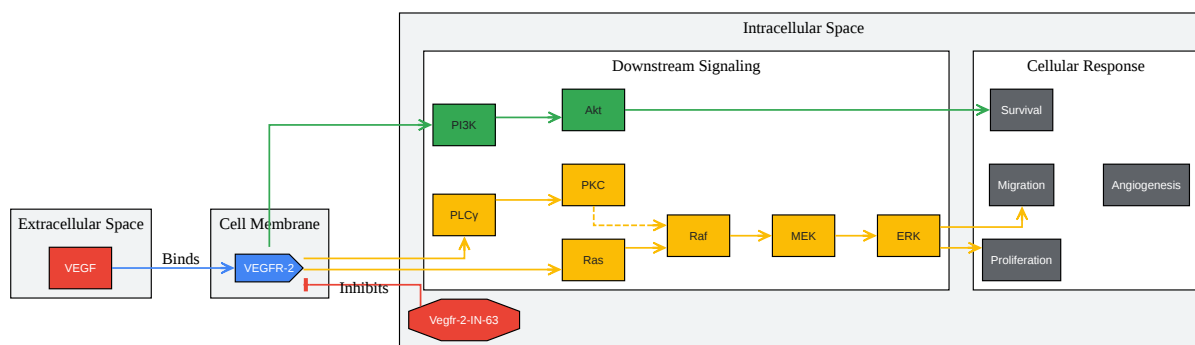 Intracellular Space
Downstream Signaling
Cellular Response
PI3K
Akt
Survival
PLCγ
PKC
Migration
Angiogenesis
Extracellular Space
Cell Membrane
VEGF
Binds
VEGFR-2
Ras
Raf
MEK
ERK
Proliferation
Inhibits
Vegfr-2-IN-63